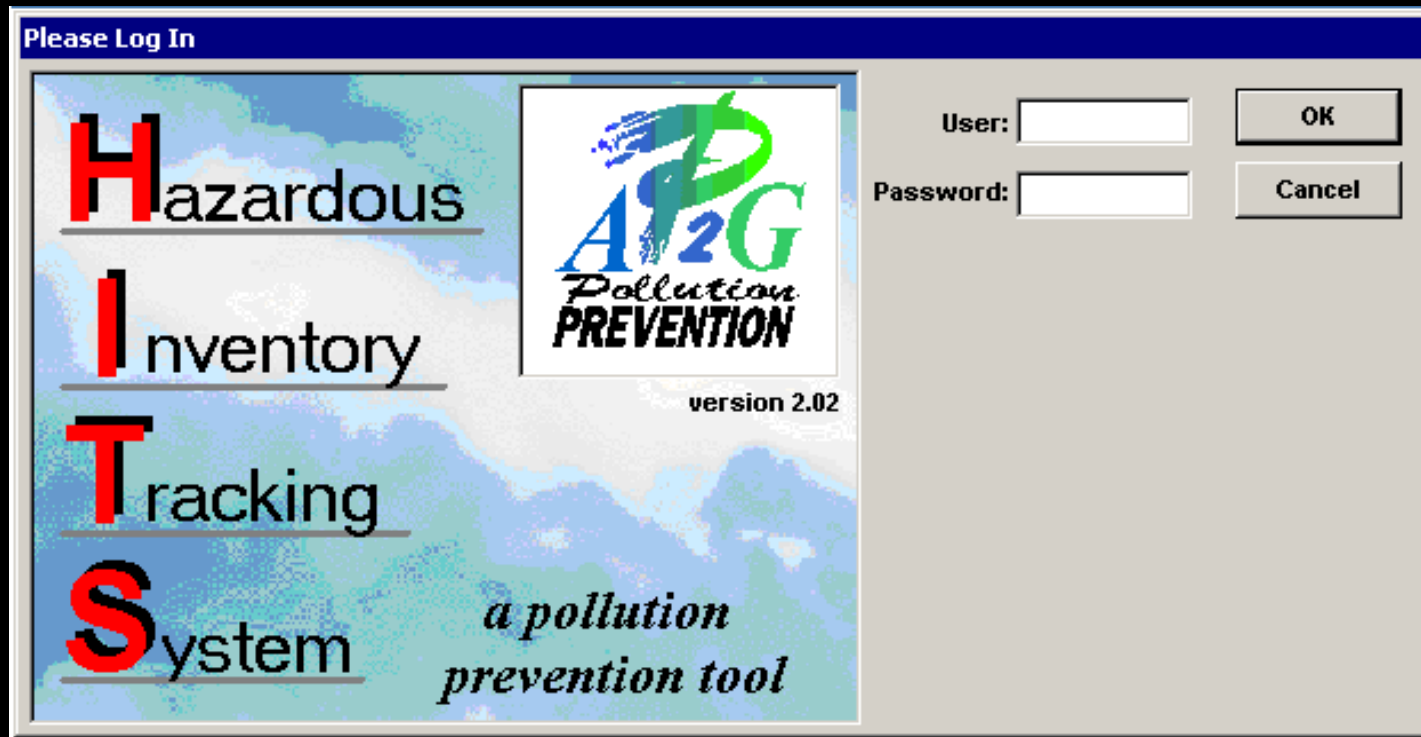 Please Log In
Hazardous
Inventory
Tracking
System
AP2G
Pollution
PREVENTION
version 2.02
a pollution
prevention tool
User:
Password:
OK
Cancel